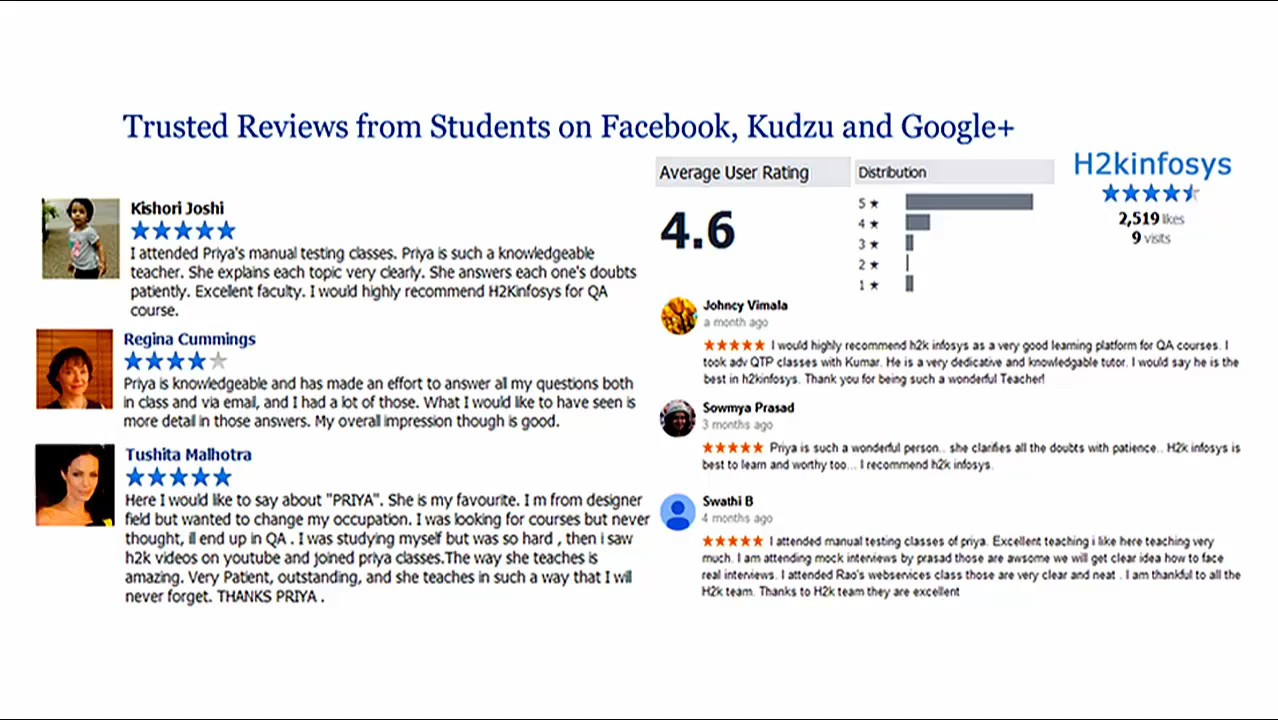 Trusted Reviews from Students on Facebook, Kudzu and Google+
Kishori Joshi
I attended Priya's manual testing classes. Priya is such a knowledgeable
teacher. She explains each topic very clearly. She answers each one's doubts
patiently. Excellent faculty. I would highly recommend H2Kinfosys for QA
course.
Regina Cummings
Priya is knowledgeable and has made an effort to answer all my questions both
in class and via email, and I had a lot of those. What I would like to have seen is
more detail in those answers. My overall impression though is good.
Tushita Malhotra
Here I would like to say about "PRIYA". She is my favourite. I m from designer
field but wanted to change my occupation. I was looking for courses but never
thought, ill end up in QA . I was studying myself but was so hard , then i saw
h2k videos on youtube and joined priya classes.The way she teaches is
amazing. Very Patient, outstanding, and she teaches in such a way that I will
never forget. THANKS PRIYA .
Average User Rating
4.6
Distribution
5 ★
4 ★
3 ★
2 ★
1 ★
H2kinfosys
2,519 likes
9 visits
Johncy Vimala
a month ago
I would highly recommend h2k infosys as a very good learning platform for QA courses. I
took adv QTP classes with Kumar. He is a very dedicative and knowledgable tutor. I would say he is the
best in h2kinfosys. Thank you for being such a wonderful Teacher!
Sowmya Prasad
3 months ago
Priya is such a wonderful person.. she clarifies all the doubts with patience.. H2k infosys is
best to learn and worthy too... I recommend h2k infosys.
Swathi B
4 months ago
I attended manual testing classes of priya. Excellent teaching i like here teaching very
much. I am attending mock interviews by prasad those are awsome we will get clear idea how to face
real interviews. I attended Rao's webservices class those are very clear and neat . I am thankful to all the
H2k team. Thanks to H2k team they are excellent